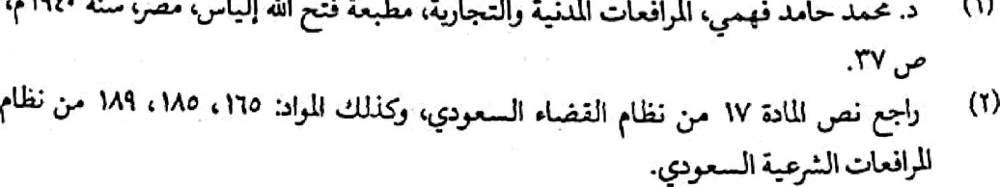 (١) د. محمد حامد فهمي، المرافعات المدنية والتجارية، مطبعة فتح الله إلياس، مصر، سنة ١٩٤٠م،
ص ٣٧.
(٢) راجع نص المادة ١٧ من نظام القضاء السعودي، وكذلك المواد: ١٦٥، ١٨٥، ١٨٩ من نظام
المرافعات الشرعية السعودي.